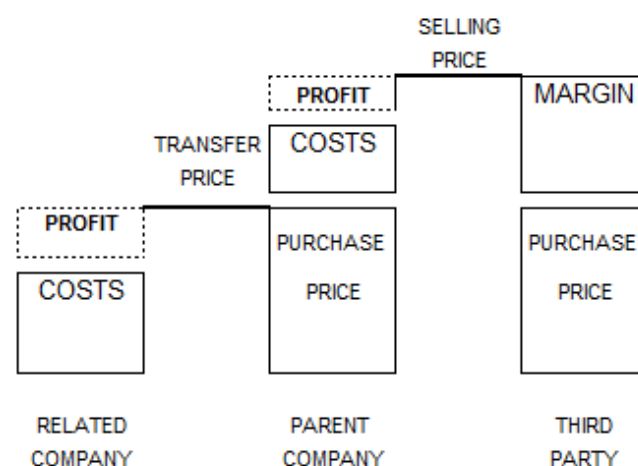 SELLING
PRICE
PROFIT
MARGIN
TRANSFER
PRICE
COSTS
PROFIT
PURCHASE
PRICE
PURCHASE
PRICE
COSTS
RELATED
COMPANY
PARENT
COMPANY
THIRD
PARTY